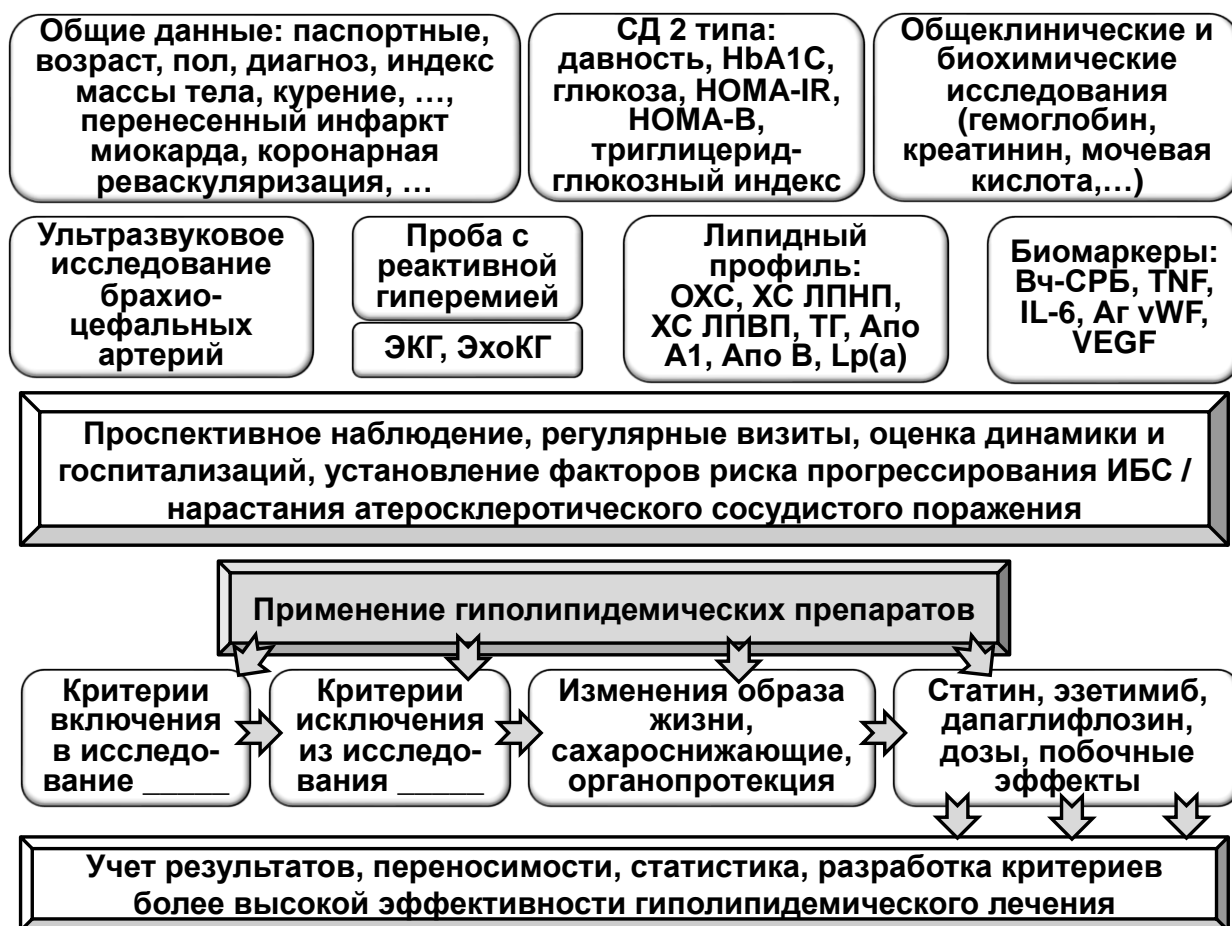 Общие данные: паспортные,
возраст, пол, диагноз, индекс
массы тела, курение, …,
перенесенный инфаркт
миокарда, коронарная
реваскуляризация, …
СД 2 типа:
давность, HbA1C,
глюкоза, HOMA-IR,
HOMA-B,
триглицерид-
глюкозный индекс
Общеклинические и
биохимические
исследования
(гемоглобин,
креатинин, мочевая
кислота,…)
Ультразвуковое
исследование
брахио-
цефальных
артерий
Проба с
реактивной
гиперемией
ЭКГ, ЭхоКГ
Липидный
профиль:
ОХС, ХС ЛПНП,
ХС ЛПВП, ТГ, Апо
А1, Апо В, Lp(a)
Биомаркеры:
Вч-СРБ, TNF,
IL-6, Аг vWF,
VEGF
Проспективное наблюдение, регулярные визиты, оценка динамики и
госпитализаций, установление факторов риска прогрессирования ИБС /
нарастания атеросклеротического сосудистого поражения
Применение гиполипидемических препаратов
Критерии
включения
в исследо-
вание _____
Критерии
исключения
из исследо-
вания _____
Изменения образа
жизни,
сахароснижающие,
органопротекция
Статин, эзетимиб,
дапаглифлозин,
дозы, побочные
эффекты
Учет результатов, переносимости, статистика, разработка критериев
более высокой эффективности гиполипидемического лечения